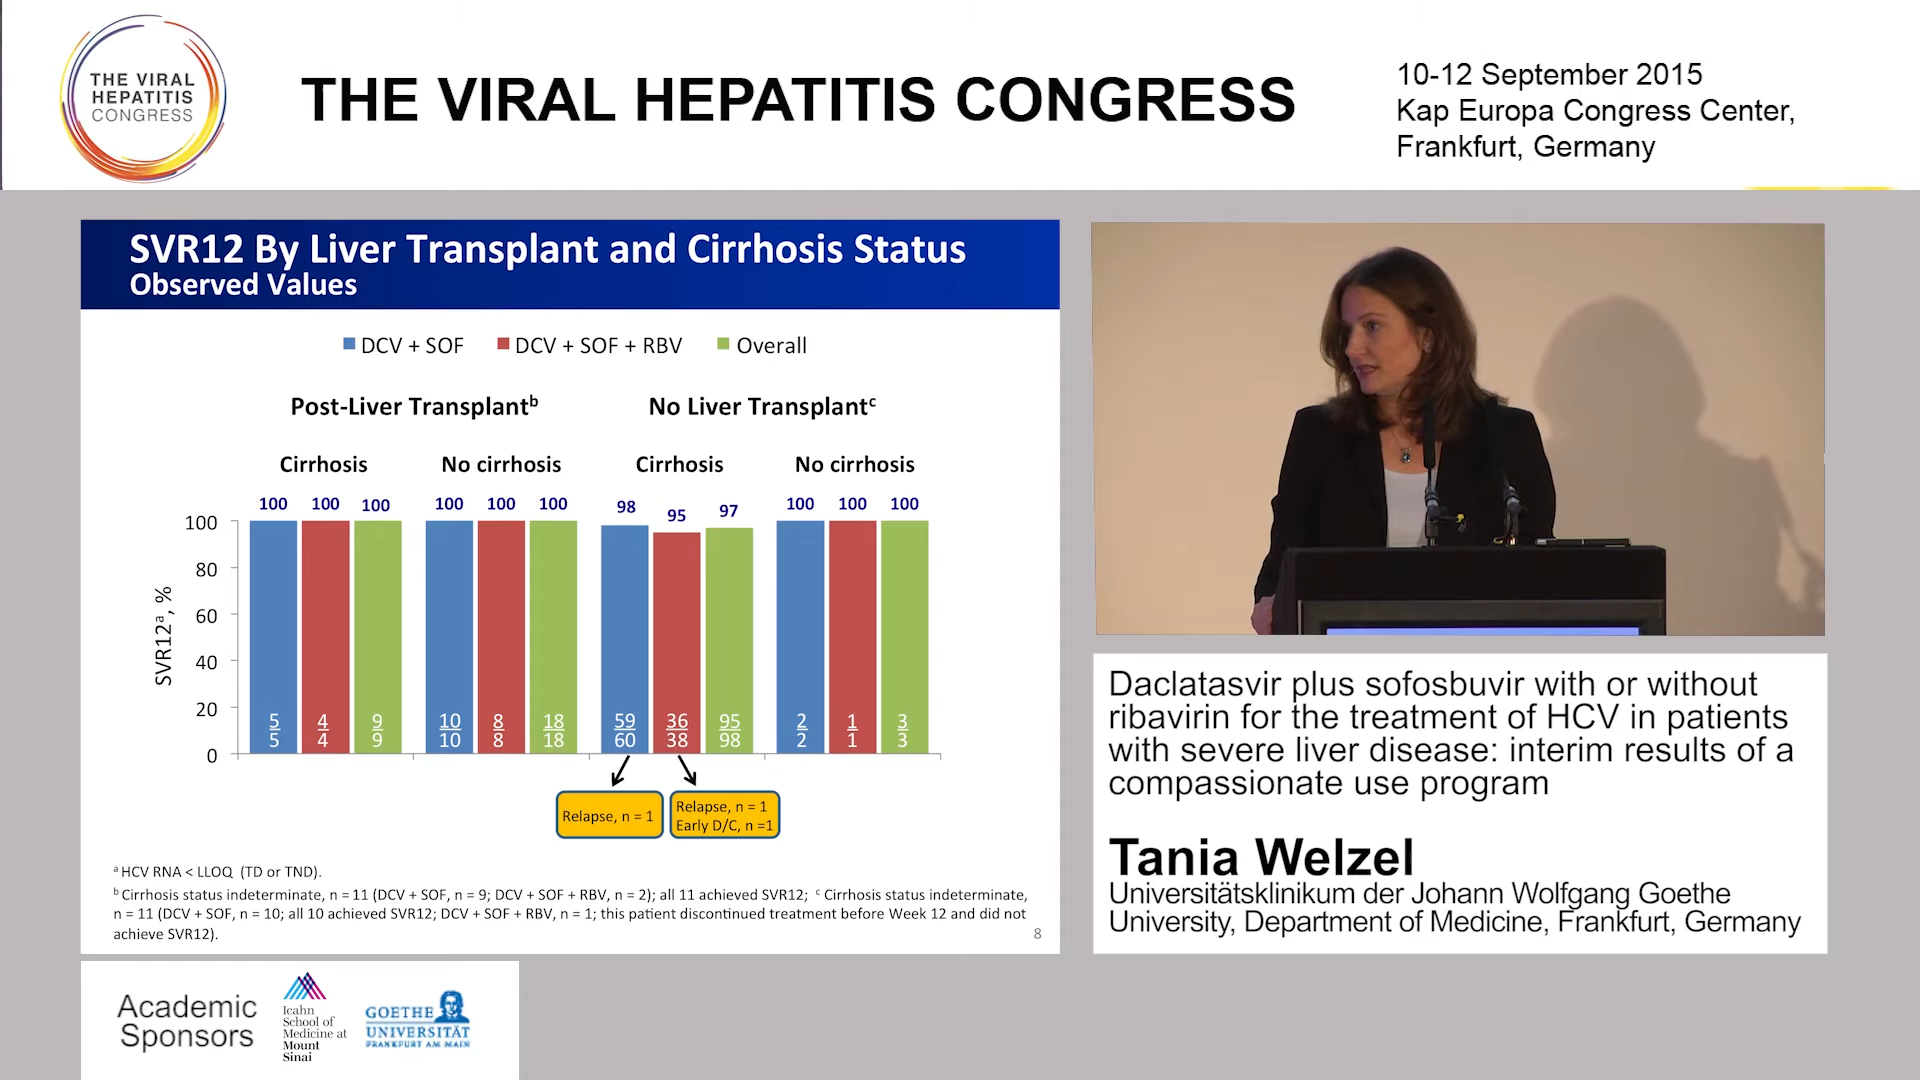 THE VIRAL
HEPATITIS
CONGRESS
THE VIRAL HEPATITIS CONGRESS
10-12 September 2015
Kap Europa Congress Center,
Frankfurt, Germany
SVR12 By Liver Transplant and Cirrhosis Status
Observed Values
DCV + SOF DCV + SOF + RBV Overall
Post-Liver Transplantᵇ No Liver Transplantᶜ
Cirrhosis No cirrhosis Cirrhosis No cirrhosis
100 100 100 100 100 100 98 95 97 100 100 100
SVR12ᵃ, %
100
80
60
40
20
0
5 4 9 10 8 18 59 36 95 2 1 3
5 4 9 10 8 18 60 38 98 2 1 3
Relapse, n = 1
Relapse, n = 1
Early D/C, n =1
ᵃ HCV RNA < LLOQ (TD or TND).
ᵇ Cirrhosis status indeterminate, n = 11 (DCV + SOF, n = 9; DCV + SOF + RBV, n = 2); all 11 achieved SVR12; ᶜ Cirrhosis status indeterminate,
n = 11 (DCV + SOF, n = 10; all 10 achieved SVR12; DCV + SOF + RBV, n = 1; this patient discontinued treatment before Week 12 and did not
achieve SVR12).
8
Daclatasvir plus sofosbuvir with or without
ribavirin for the treatment of HCV in patients
with severe liver disease: interim results of a
compassionate use program
Tania Welzel
Universitätsklinikum der Johann Wolfgang Goethe
University, Department of Medicine, Frankfurt, Germany
Academic
Sponsors
Icahn
School of
Medicine at
Mount
Sinai
GOETHE
UNIVERSITÄT
FRANKFURT AM MAIN